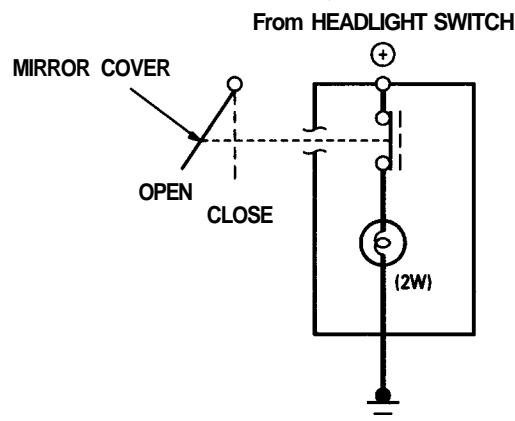 From HEADLIGHT SWITCH
+
MIRROR COVER
OPEN
CLOSE
(2W)